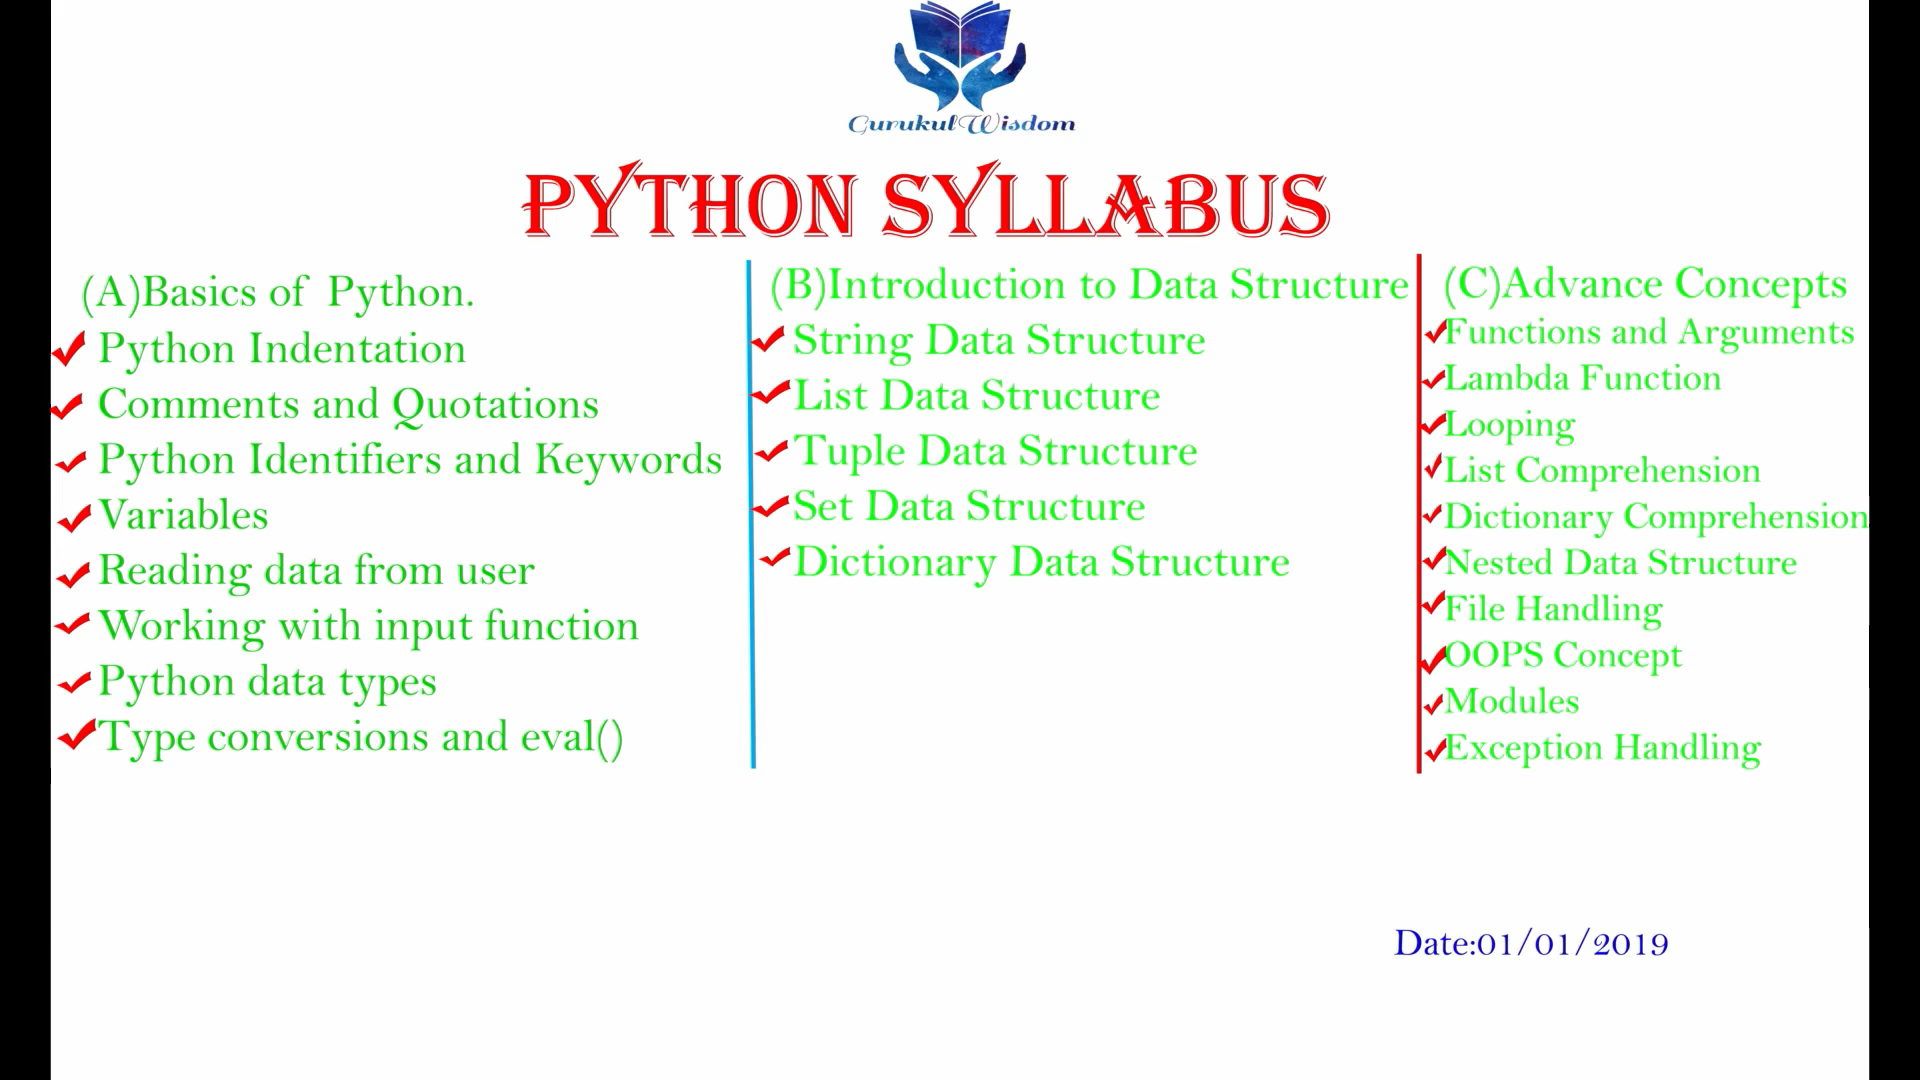 GurukulWisdom
PYTHON SYLLABUS
(A)Basics of Python.
Python Indentation
Comments and Quotations
Python Identifiers and Keywords
Variables
Reading data from user
Working with input function
Python data types
Type conversions and eval()
(B)Introduction to Data Structure
String Data Structure
List Data Structure
Tuple Data Structure
Set Data Structure
Dictionary Data Structure
(C)Advance Concepts
Functions and Arguments
Lambda Function
Looping
List Comprehension
Dictionary Comprehension
Nested Data Structure
File Handling
OOPS Concept
Modules
Exception Handling
Date:01/01/2019